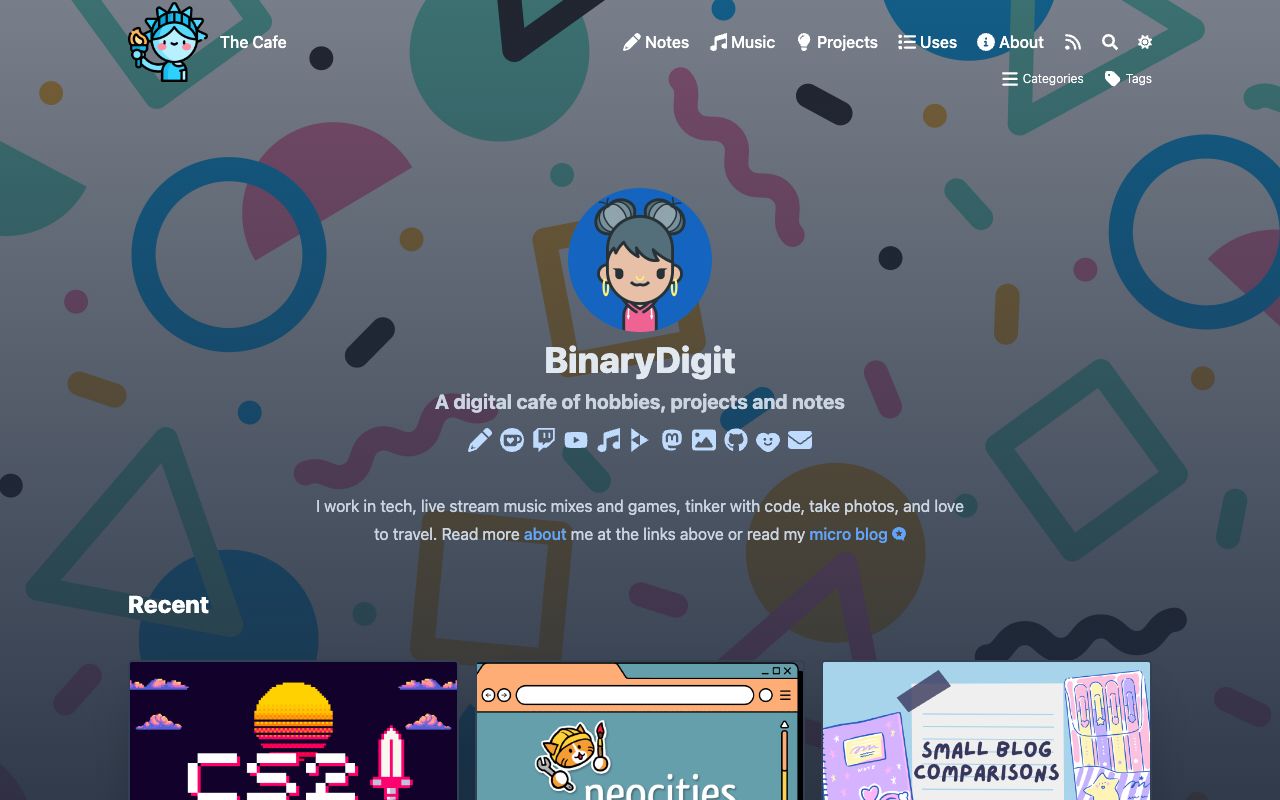 The Cafe
Notes Music Projects Uses About
Categories Tags
BinaryDigit
A digital cafe of hobbies, projects and notes
I work in tech, live stream music mixes and games, tinker with code, take photos, and love
to travel. Read more about me at the links above or read my micro blog
Recent
CS2
neocities
SMALL BLOG
COMPARISONS